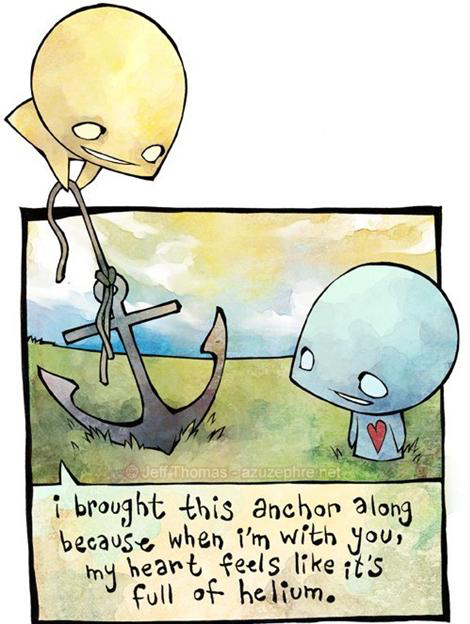 © Jeff Thomas - azuzephre.net
i brought this anchor along
because when i'm with you,
my heart feels like it's
full of helium.